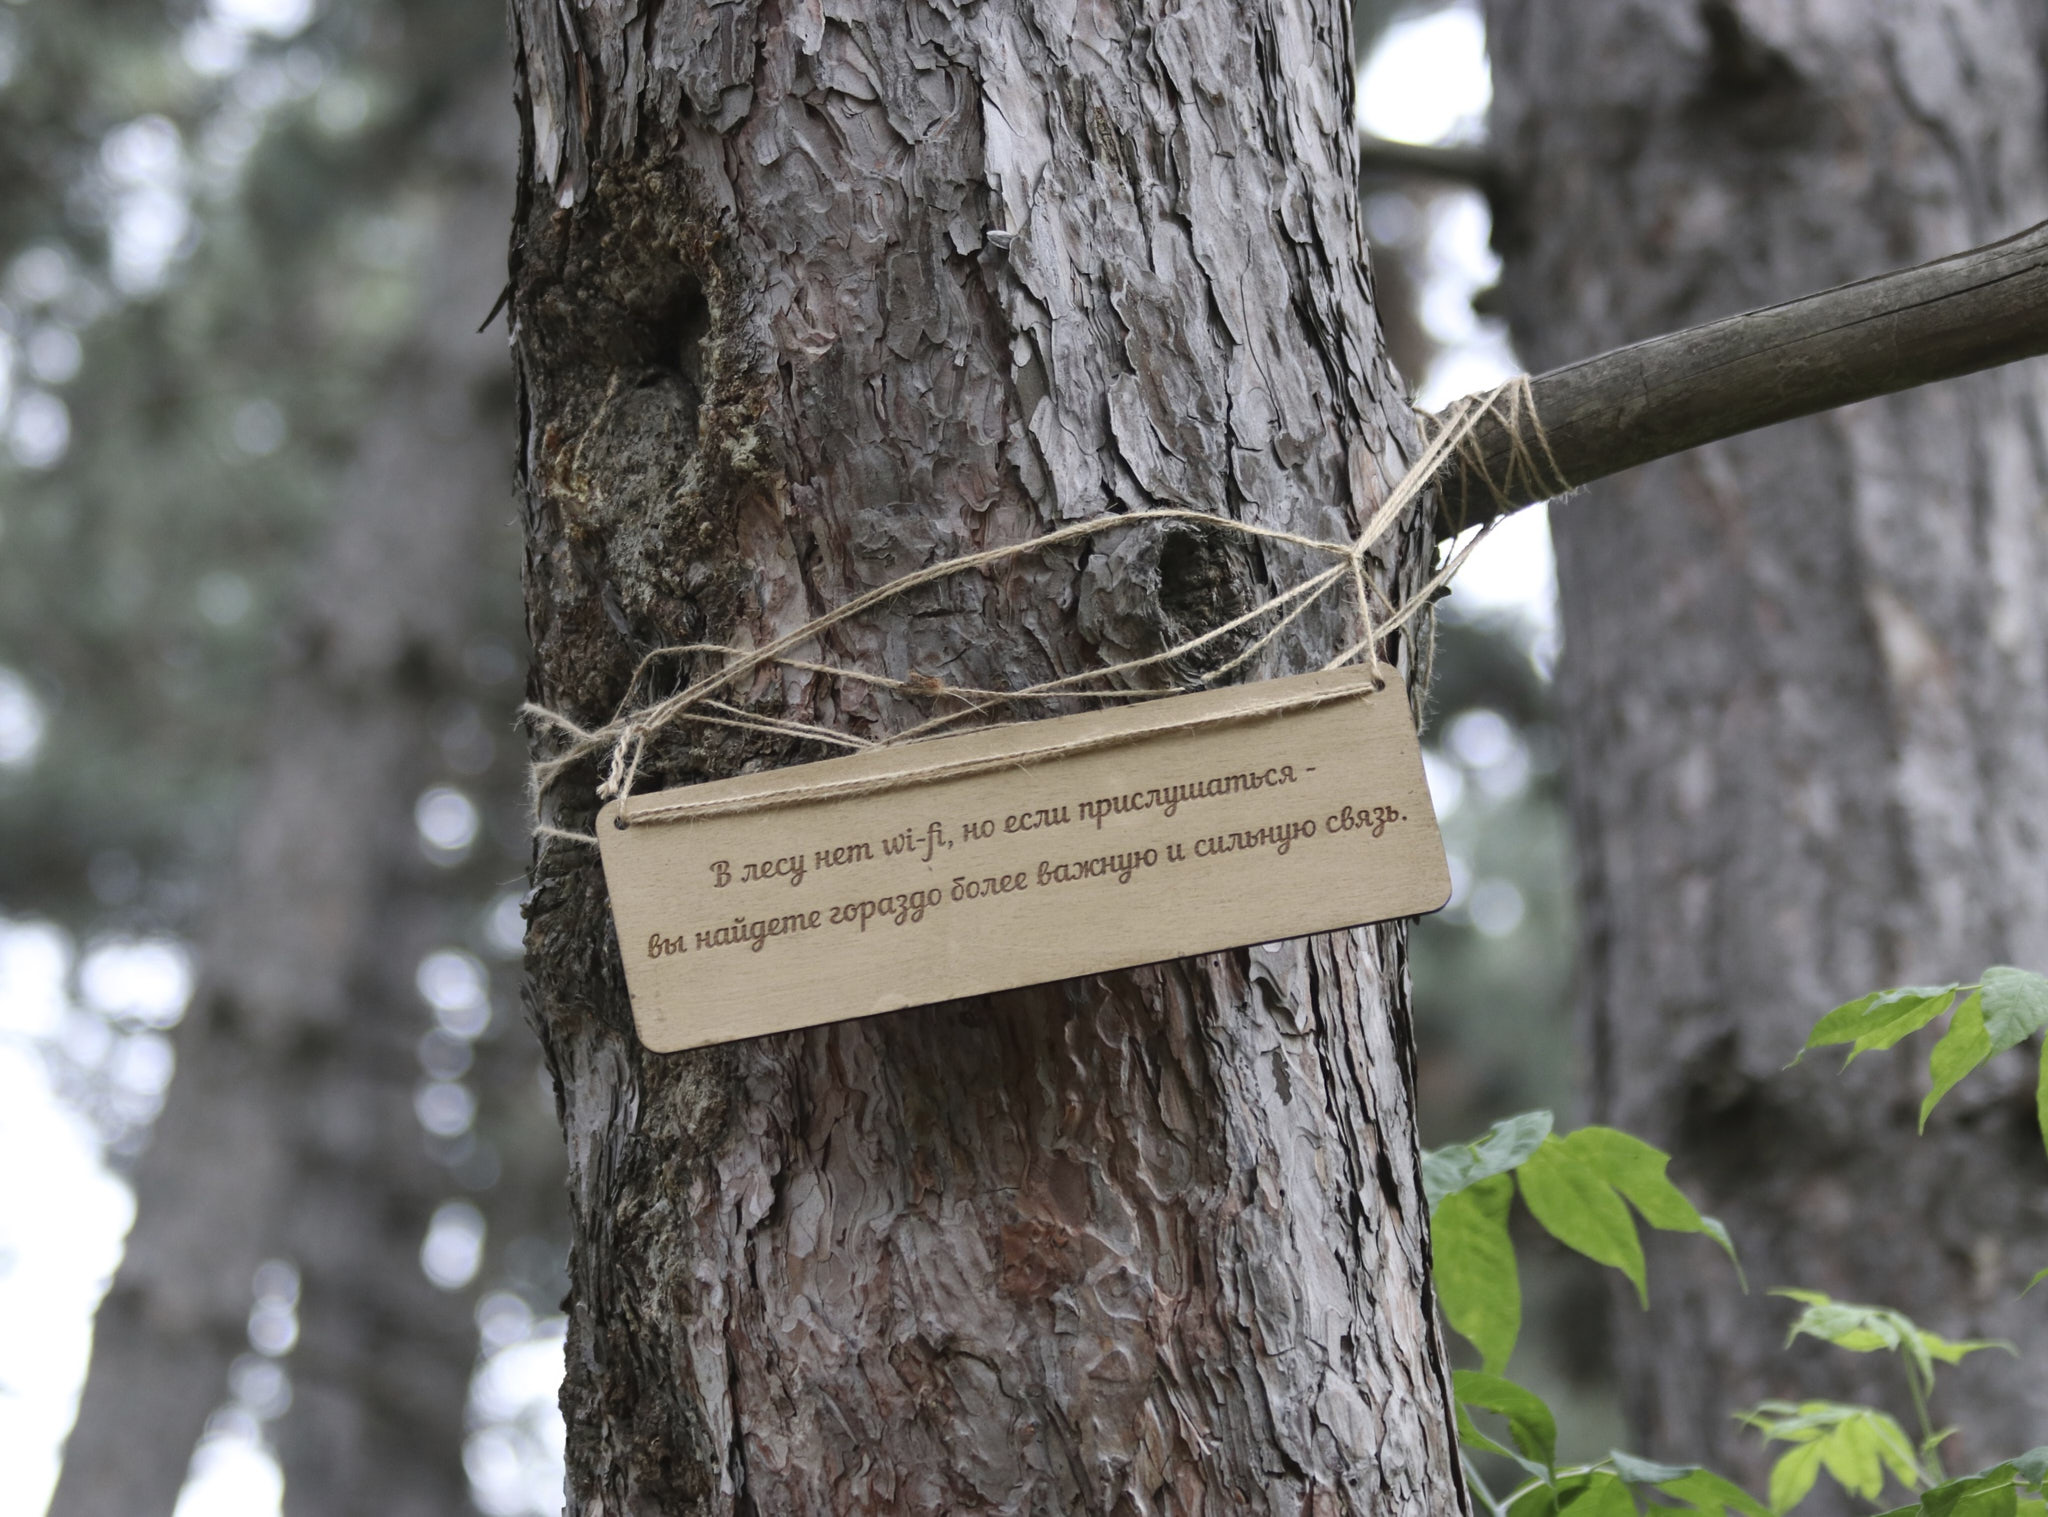 В лесу нет wi-fi, но если прислушаться -
вы найдете гораздо более важную и сильную связь.